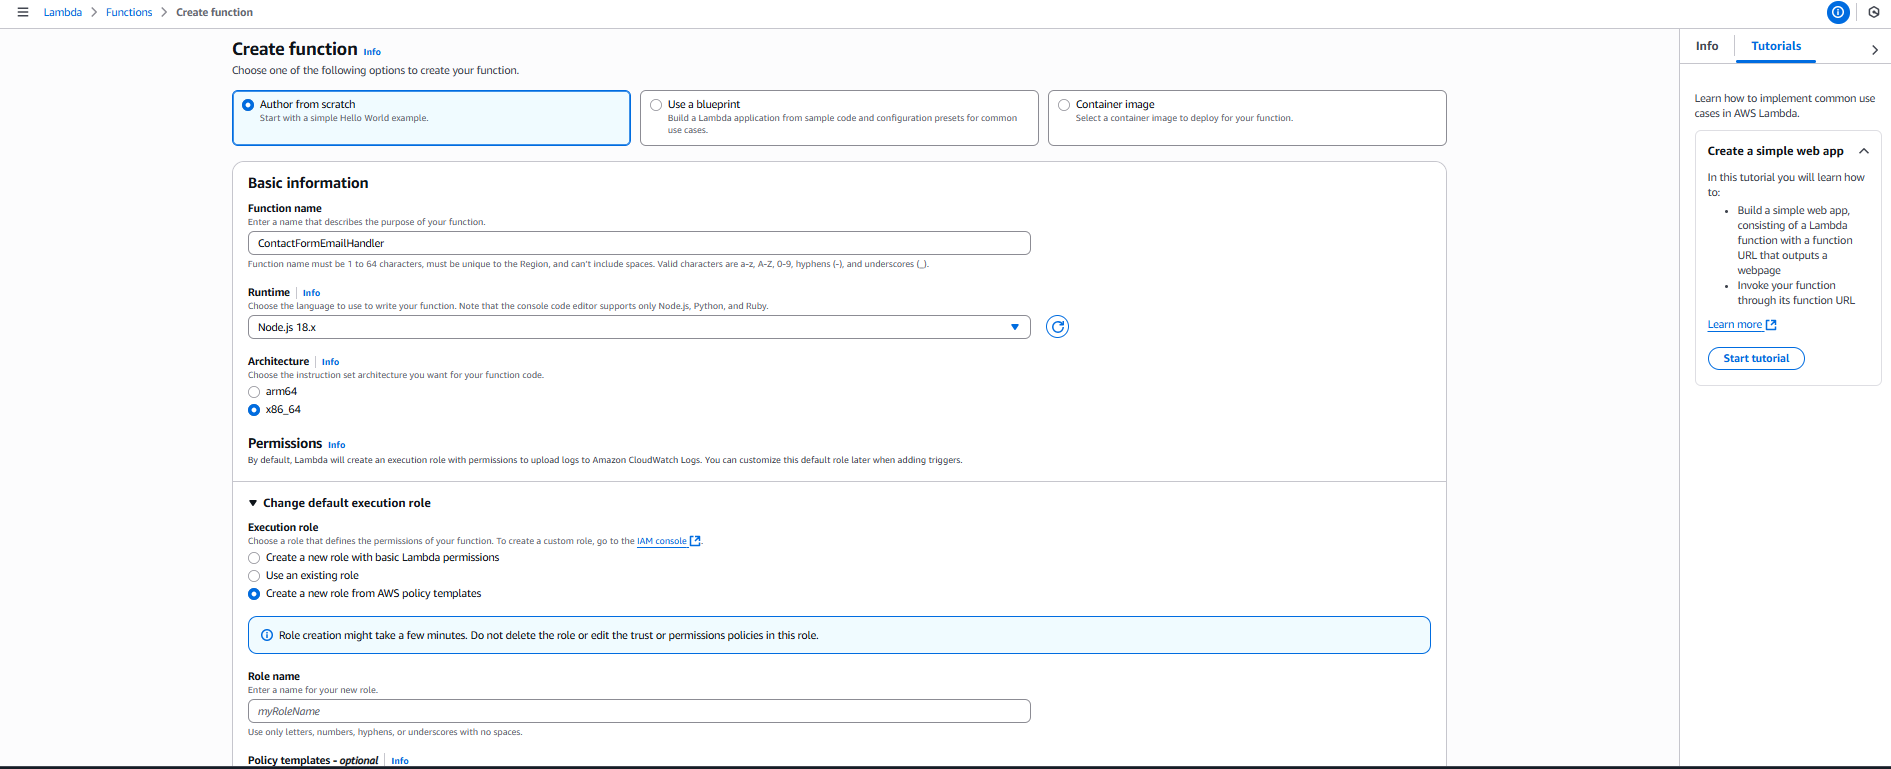 Lambda > Functions > Create function
Create function Info
Choose one of the following options to create your function.
Author from scratch
Start with a simple Hello World example.
Use a blueprint
Build a Lambda application from sample code and configuration presets for common
use cases.
Container image
Select a container image to deploy for your function.
Basic information
Function name
Enter a name that describes the purpose of your function.
ContactFormEmailHandler
Function name must be 1 to 64 characters, must be unique to the Region, and can't include spaces. Valid characters are a-z, A-Z, 0-9, hyphens (-), and underscores (_).
Runtime Info
Choose the language to use to write your function. Note that the console code editor supports only Node.js, Python, and Ruby.
Node.js 18.x
Architecture Info
Choose the instruction set architecture you want for your function code.
arm64
x86_64
Permissions Info
By default, Lambda will create an execution role with permissions to upload logs to Amazon CloudWatch Logs. You can customize this default role later when adding triggers.
Change default execution role
Execution role
Choose a role that defines the permissions of your function. To create a custom role, go to the IAM console.
Create a new role with basic Lambda permissions
Use an existing role
Create a new role from AWS policy templates
Role creation might take a few minutes. Do not delete the role or edit the trust or permissions policies in this role.
Role name
Enter a name for your new role.
myRoleName
Use only letters, numbers, hyphens, or underscores with no spaces.
Policy templates - optional Info
Info
Tutorials
Learn how to implement common use
cases in AWS Lambda.
Create a simple web app
In this tutorial you will learn how
to:
• Build a simple web app,
consisting of a Lambda
function with a function
URL that outputs a
webpage
• Invoke your function
through its function URL
Learn more
Start tutorial